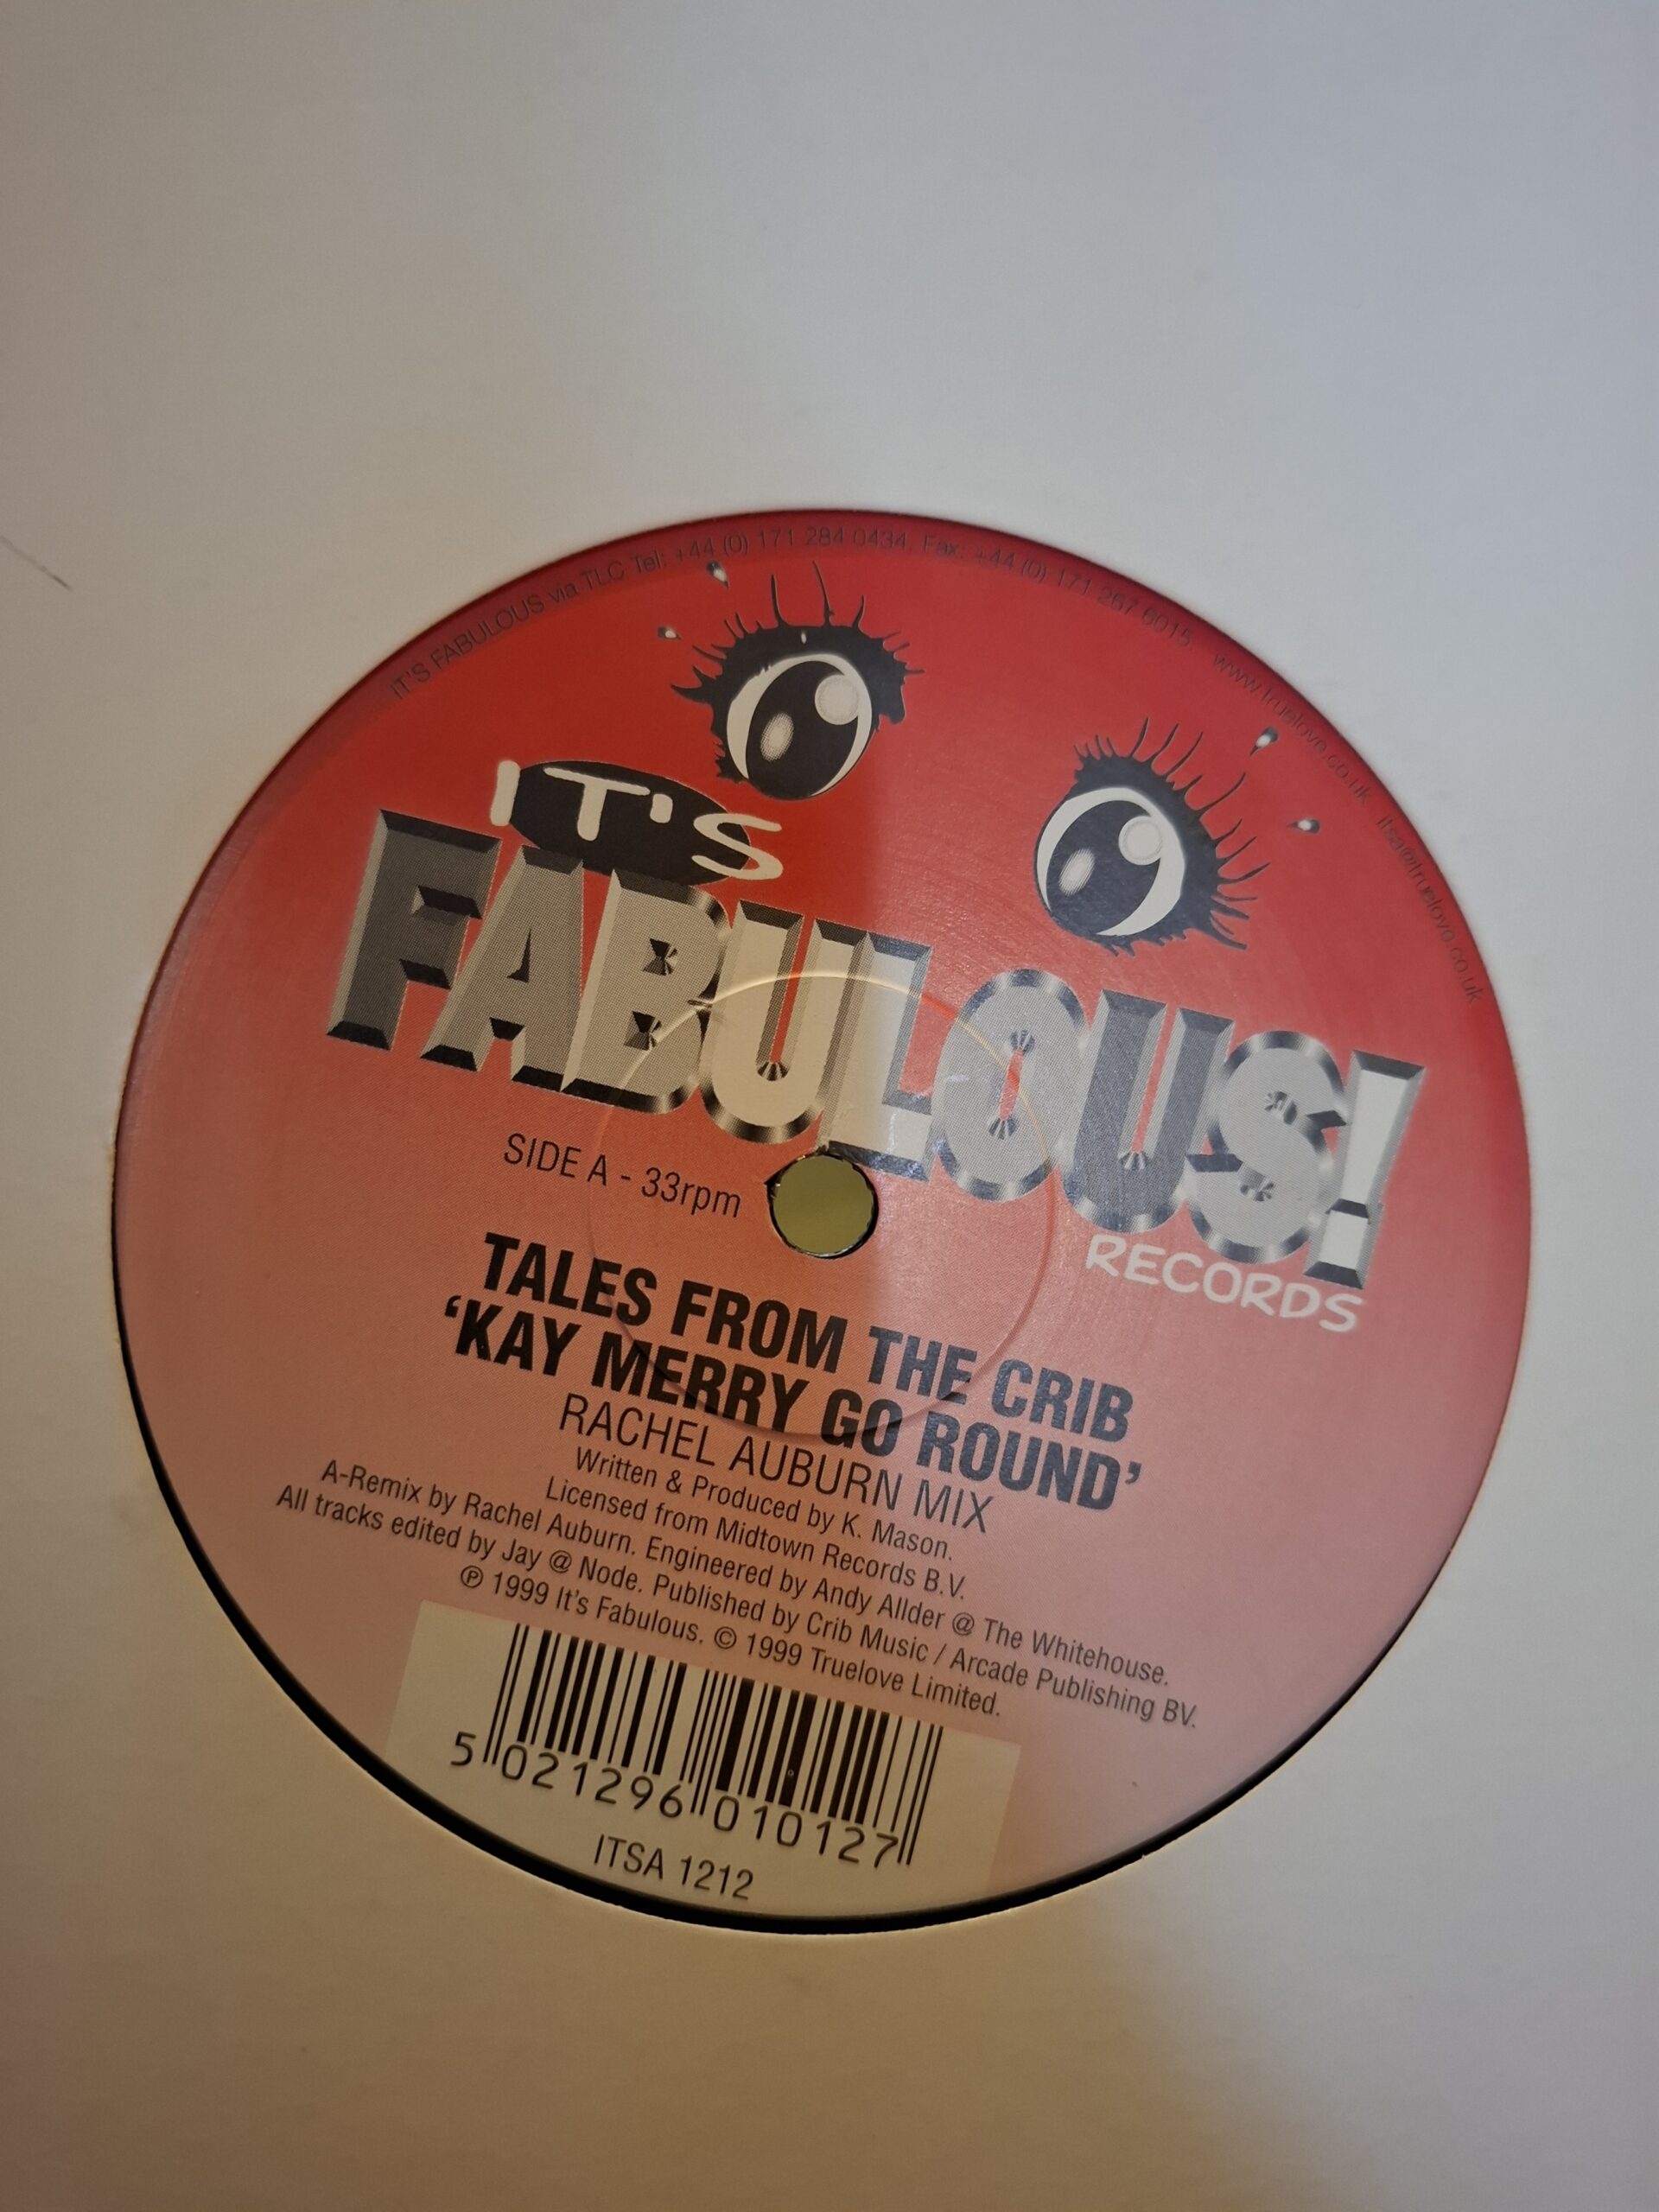 IT'S FABULOUS via TLC Tel: +44 (0) 171 284 0434. Fax: +44 (0) 171 267 6015. www.truelove.co.uk itsa@truelove.co.uk
IT'S
FABULOUS!
RECORDS
SIDE A - 33rpm
TALES FROM THE CRIB
‘KAY MERRY GO ROUND’
RACHEL AUBURN MIX
Written & Produced by K. Mason.
Licensed from Midtown Records B.V.
A-Remix by Rachel Auburn. Engineered by Andy Allder @ The Whitehouse.
All tracks edited by Jay @ Node. Published by Crib Music / Arcade Publishing BV.
℗ 1999 It’s Fabulous. © 1999 Truelove Limited.
5 021296 010127
ITSA 1212